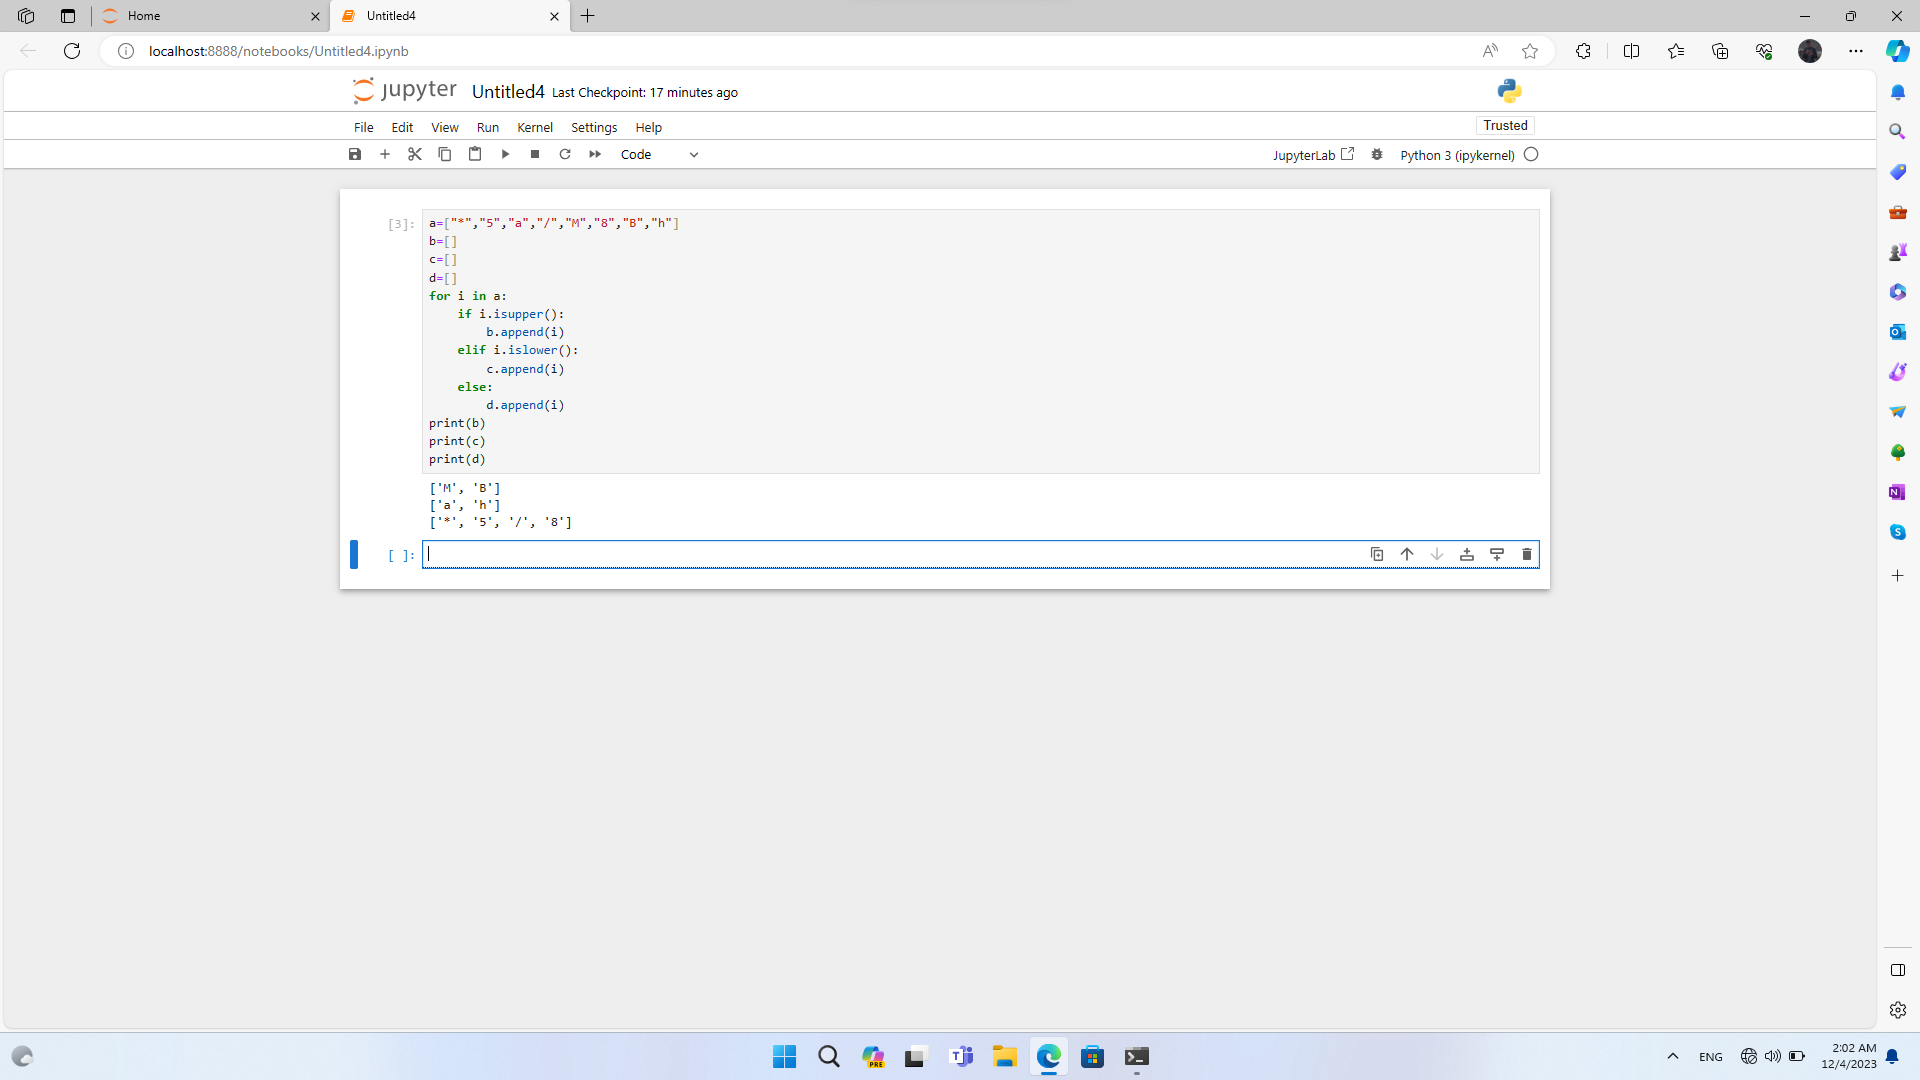 Home
Untitled4
localhost:8888/notebooks/Untitled4.ipynb
jupyter Untitled4 Last Checkpoint: 17 minutes ago
File Edit View Run Kernel Settings Help
Trusted
Code
JupyterLab
Python 3 (ipykernel)
[3]:
a=["*","5","a","/","M","8","B","h"]
b=[]
c=[]
d=[]
for i in a:
    if i.isupper():
        b.append(i)
    elif i.islower():
        c.append(i)
    else:
        d.append(i)
print(b)
print(c)
print(d)
['M', 'B']
['a', 'h']
['*', '5', '/', '8']
[ ]:
PRE
ENG
2:02 AM
12/4/2023